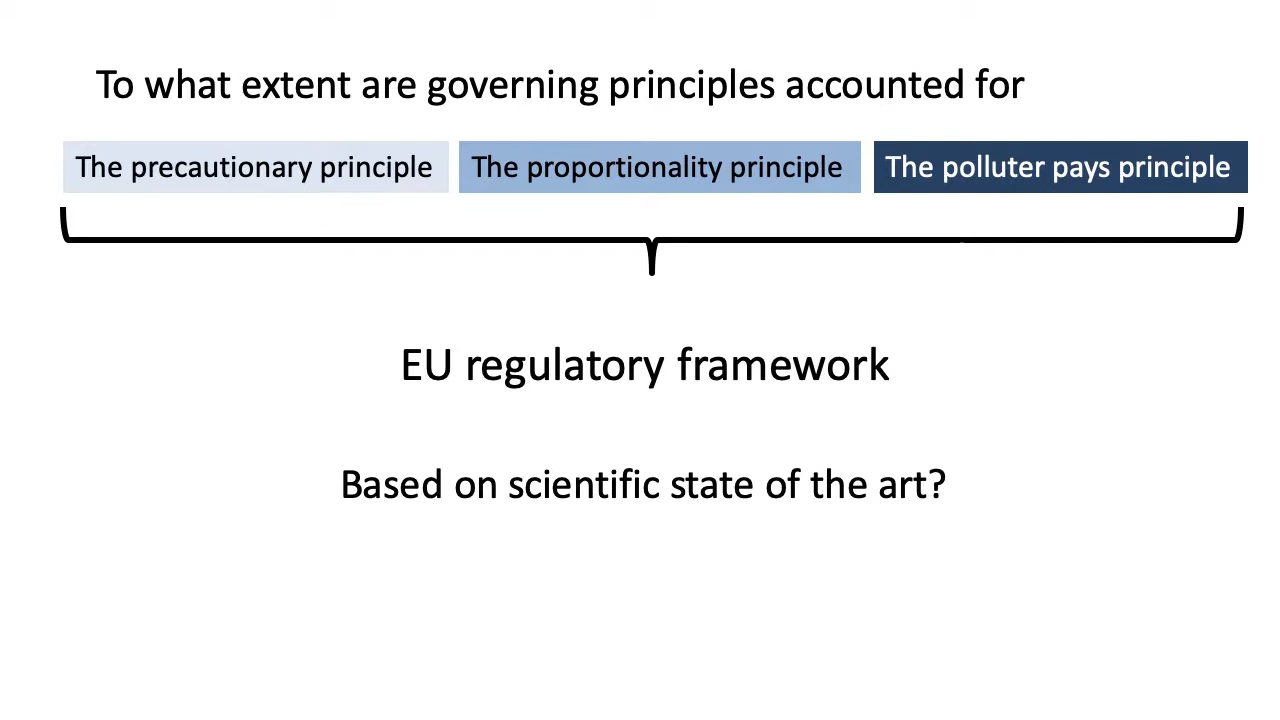 To what extent are governing principles accounted for
The precautionary principle
The proportionality principle
The polluter pays principle
EU regulatory framework
Based on scientific state of the art?